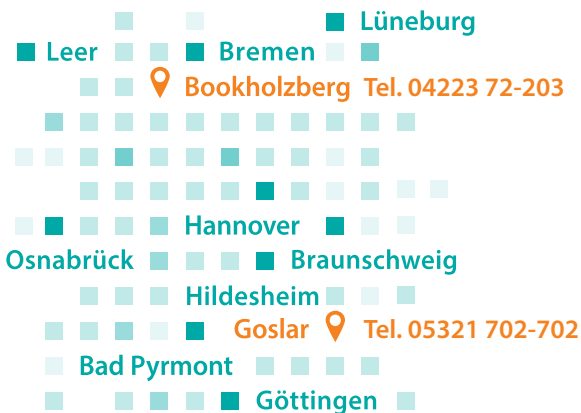 Lüneburg
Leer Bremen
Bookholzberg Tel. 04223 72-203
Hannover
Osnabrück Braunschweig
Hildesheim
Goslar Tel. 05321 702-702
Bad Pyrmont
Göttingen